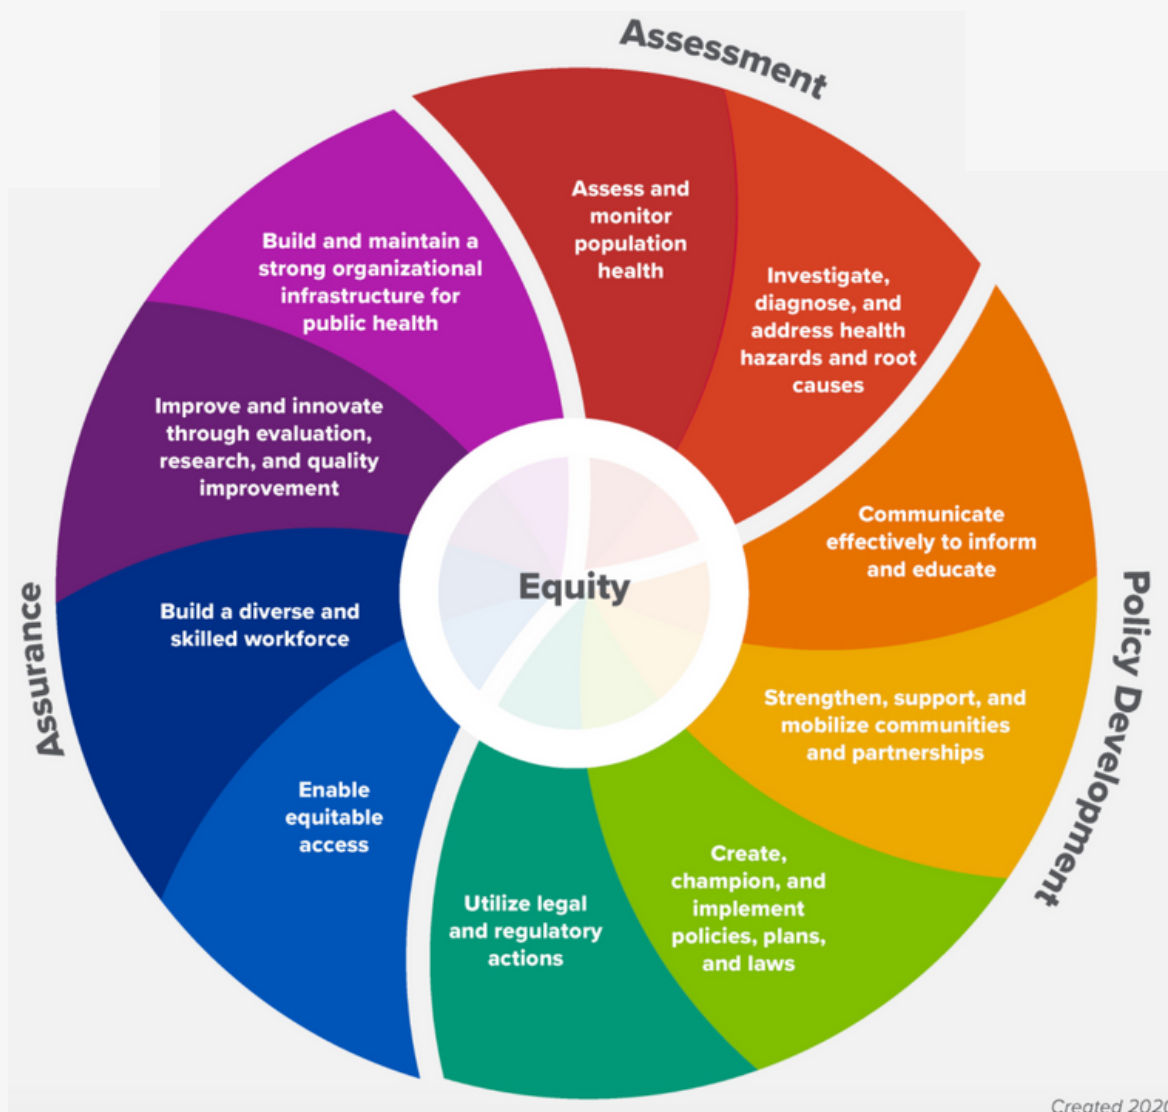 Assessment
Assess and
monitor
population
health
Investigate,
diagnose, and
address health
hazards and root
causes
Communicate
effectively to inform
and educate
Strengthen, support, and
mobilize communities
and partnerships
Policy Development
Create,
champion, and
implement
policies, plans,
and laws
Utilize legal
and regulatory
actions
Enable
equitable
access
Build a diverse and
skilled workforce
Assurance
Improve and innovate
through evaluation,
research, and quality
improvement
Build and maintain a
strong organizational
infrastructure for
public health
Equity
Created 2020